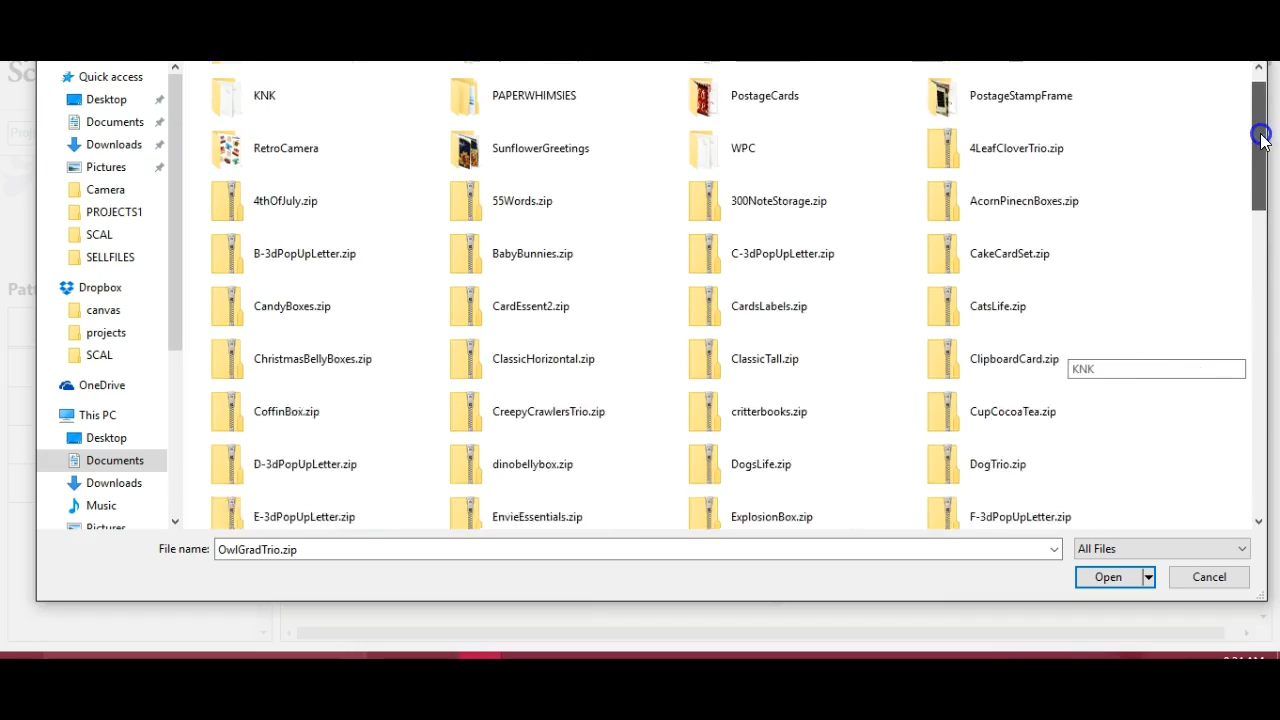 Sc
Quick access
Desktop
Documents
Downloads
Pictures
Camera
PROJECTS1
SCAL
SELLFILES
Dropbox
canvas
projects
SCAL
OneDrive
This PC
Desktop
Documents
Downloads
Music
Pictures
Proj
Patt
KNK PAPERWHIMSIES PostageCards PostageStampFrame
RetroCamera SunflowerGreetings WPC 4LeafCloverTrio.zip
4thOfJuly.zip 55Words.zip 300NoteStorage.zip AcornPinecnBoxes.zip
B-3dPopUpLetter.zip BabyBunnies.zip C-3dPopUpLetter.zip CakeCardSet.zip
CandyBoxes.zip CardEssent2.zip CardsLabels.zip CatsLife.zip
ChristmasBellyBoxes.zip ClassicHorizontal.zip ClassicTall.zip ClipboardCard.zip
KNK
CoffinBox.zip CreepyCrawlersTrio.zip critterbooks.zip CupCocoaTea.zip
D-3dPopUpLetter.zip dinobellybox.zip DogsLife.zip DogTrio.zip
E-3dPopUpLetter.zip EnvieEssentials.zip ExplosionBox.zip F-3dPopUpLetter.zip
File name: OwlGradTrio.zip All Files
Open Cancel